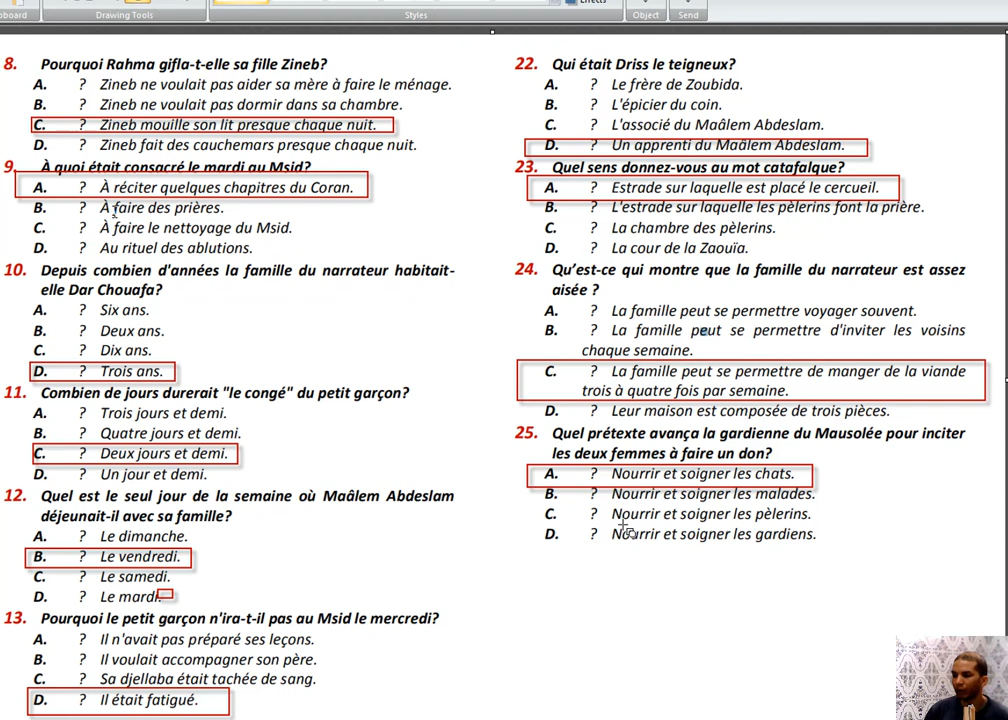 pboard
Drawing Tools
Styles
Effects
Object
Send
8. Pourquoi Rahma gifla-t-elle sa fille Zineb?
A. ? Zineb ne voulait pas aider sa mère à faire le ménage.
B. ? Zineb ne voulait pas dormir dans sa chambre.
C. ? Zineb mouille son lit presque chaque nuit.
D. ? Zineb fait des cauchemars presque chaque nuit.
9. À quoi était consacré le mardi au Msid?
A. ? À réciter quelques chapitres du Coran.
B. ? À faire des prières.
C. ? À faire le nettoyage du Msid.
D. ? Au rituel des ablutions.
10. Depuis combien d'années la famille du narrateur habitait-
elle Dar Chouafa?
A. ? Six ans.
B. ? Deux ans.
C. ? Dix ans.
D. ? Trois ans.
11. Combien de jours durerait "le congé" du petit garçon?
A. ? Trois jours et demi.
B. ? Quatre jours et demi.
C. ? Deux jours et demi.
D. ? Un jour et demi.
12. Quel est le seul jour de la semaine où Maâlem Abdeslam
déjeunait-il avec sa famille?
A. ? Le dimanche.
B. ? Le vendredi.
C. ? Le samedi.
D. ? Le mardi.
13. Pourquoi le petit garçon n'ira-t-il pas au Msid le mercredi?
A. ? Il n'avait pas préparé ses leçons.
B. ? Il voulait accompagner son père.
C. ? Sa djellaba était tachée de sang.
D. ? Il était fatigué.
22. Qui était Driss le teigneux?
A. ? Le frère de Zoubida.
B. ? L'épicier du coin.
C. ? L'associé du Maâlem Abdeslam.
D. ? Un apprenti du Maâlem Abdeslam.
23. Quel sens donnez-vous au mot catafalque?
A. ? Estrade sur laquelle est placé le cercueil.
B. ? L'estrade sur laquelle les pèlerins font la prière.
C. ? La chambre des pèlerins.
D. ? La cour de la Zaouïa.
24. Qu'est-ce qui montre que la famille du narrateur est assez
aisée ?
A. ? La famille peut se permettre voyager souvent.
B. ? La famille peut se permettre d'inviter les voisins
chaque semaine.
C. ? La famille peut se permettre de manger de la viande
trois à quatre fois par semaine.
D. ? Leur maison est composée de trois pièces.
25. Quel prétexte avança la gardienne du Mausolée pour inciter
les deux femmes à faire un don?
A. ? Nourrir et soigner les chats.
B. ? Nourrir et soigner les malades.
C. ? Nourrir et soigner les pèlerins.
D. ? Nourrir et soigner les gardiens.